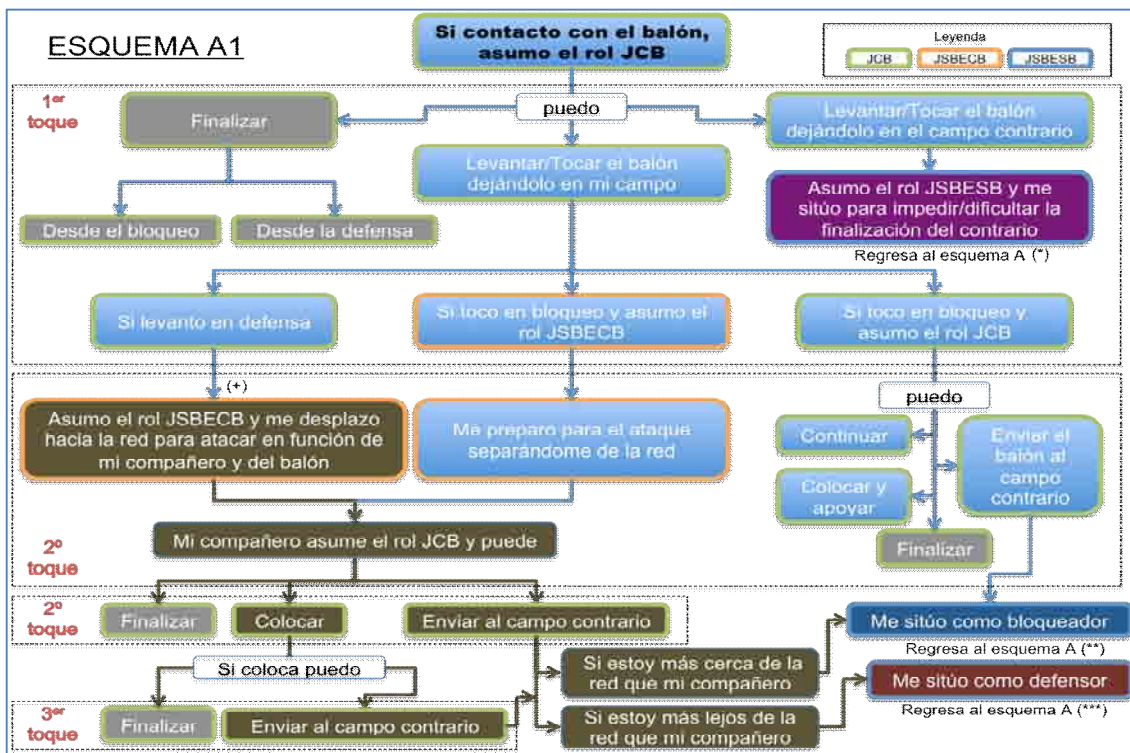 ESQUEMA A1
Si contacto con el balón,
asumo el rol JCB
Leyenda
JCB
JSBECB
JSBESB
1er
toque
Finalizar
puedo
Levantar/Tocar el balón
dejándolo en el campo contrario
Levantar/Tocar el balón
dejándolo en mi campo
Desde el bloqueo
Desde la defensa
Asumo el rol JSBESB y me
sitúo para impedir/dificultar la
finalización del contrario
Regresa al esquema A (*)
Si levanto en defensa
Si toco en bloqueo y asumo el
rol JSBECB
Si toco en bloqueo y
asumo el rol JCB
(+)
Asumo el rol JSBECB y me desplazo
hacia la red para atacar en función de
mi compañero y del balón
Me preparo para el ataque
separándome de la red
puedo
Continuar
Enviar el
balón al
campo
contrario
Colocar y
apoyar
Finalizar
2º
toque
Mi compañero asume el rol JCB y puede
2º
toque
Finalizar
Colocar
Enviar al campo contrario
Me sitúo como bloqueador
Regresa al esquema A (**)
Si coloca puedo
Si estoy más cerca de la
red que mi compañero
Me sitúo como defensor
Regresa al esquema A (***)
3er
toque
Finalizar
Enviar al campo contrario
Si estoy más lejos de la
red que mi compañero